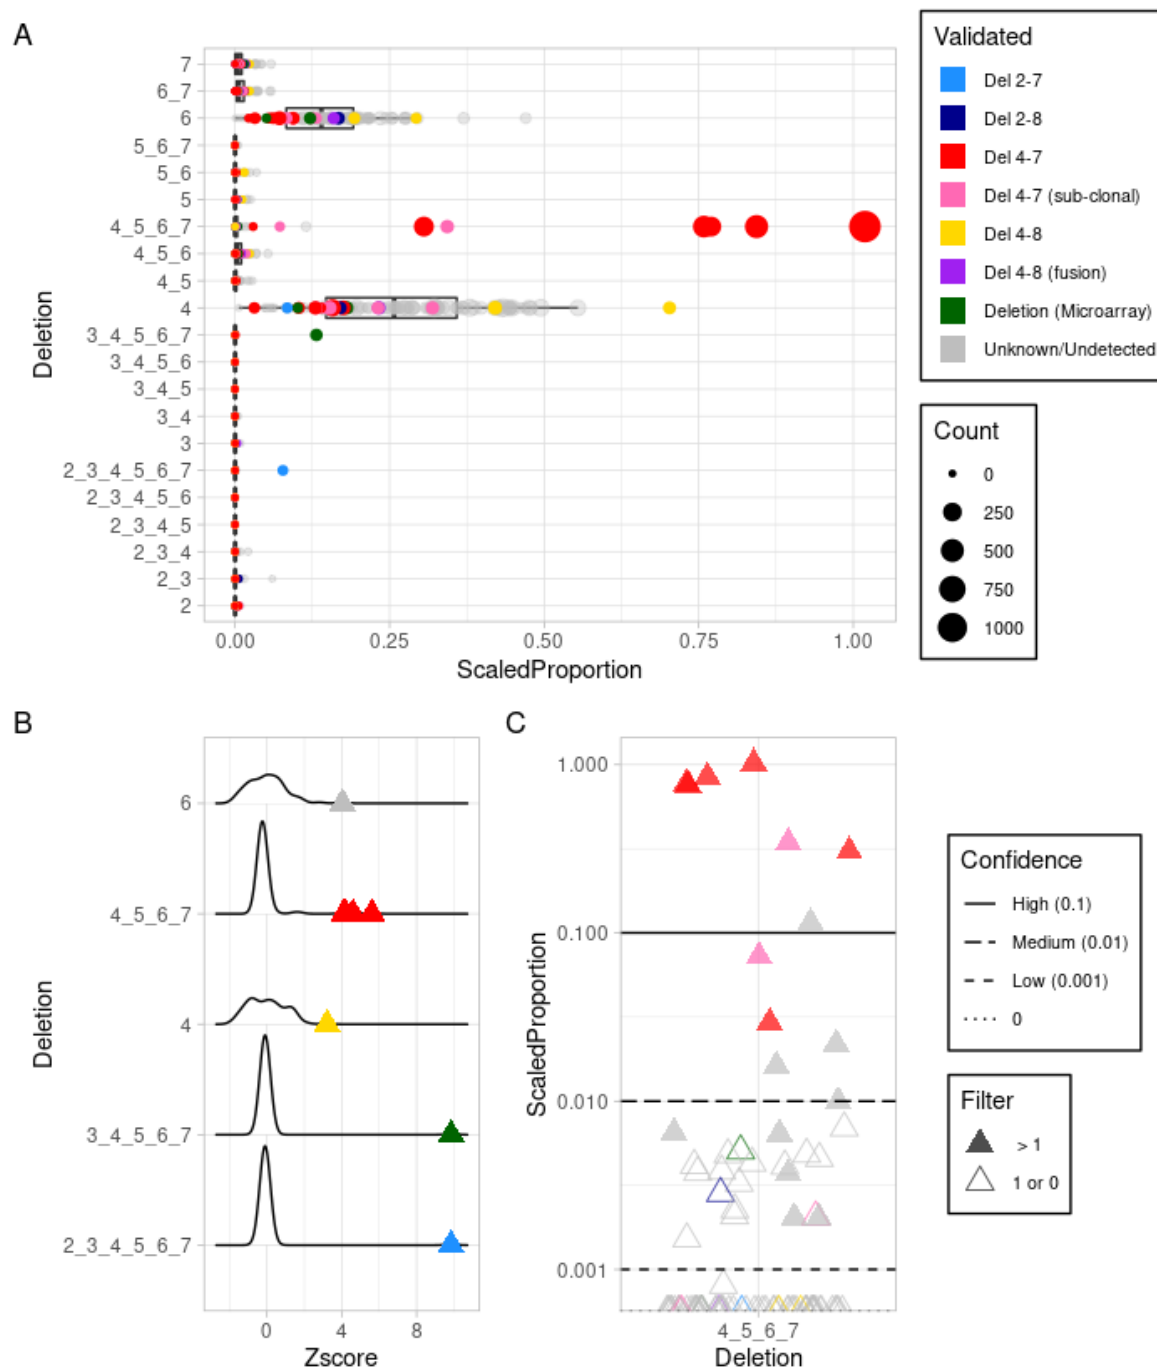 A
7
6_7
6
5_6_7
5_6
5
4_5_6_7
4_5_6
4_5
4
3_4_5_6_7
3_4_5_6
3_4_5
3_4
3
2_3_4_5_6_7
2_3_4_5_6
2_3_4_5
2_3_4
2_3
2
Deletion
0.00 0.25 0.50 0.75 1.00
ScaledProportion
Validated
Del 2-7
Del 2-8
Del 4-7
Del 4-7 (sub-clonal)
Del 4-8
Del 4-8 (fusion)
Deletion (Microarray)
Unknown/Undetected
Count
0
250
500
750
1000
B
6
4_5_6_7
4
3_4_5_6_7
2_3_4_5_6_7
Deletion
0 4 8
Zscore
C
1.000
0.100
0.010
0.001
ScaledProportion
4_5_6_7
Deletion
Confidence
High (0.1)
Medium (0.01)
Low (0.001)
0
Filter
> 1
1 or 0